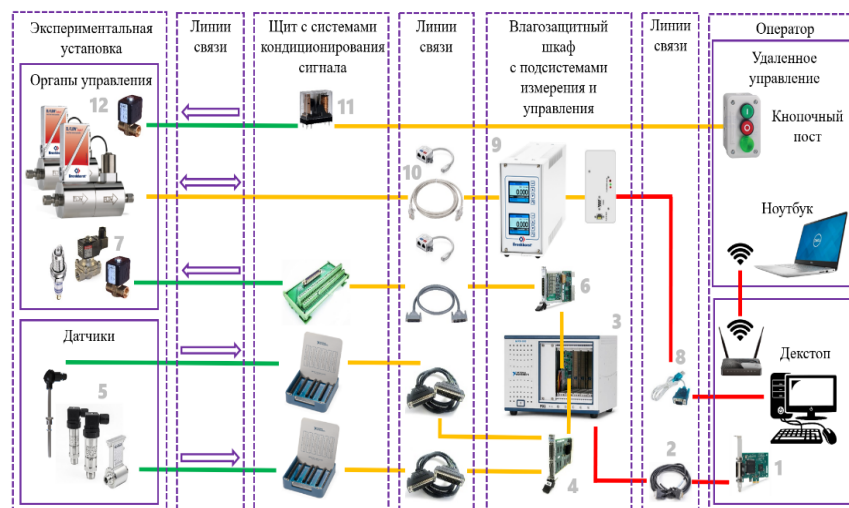 Экспериментальная
установка
Линии
связи
Щит с системами
кондиционирования
сигнала
Линии
связи
Влагозащитный
шкаф
с подсистемами
измерения и
управления
Линии
связи
Оператор
Органы управления
12
11
Удаленное
управление
Кнопочный
пост
9
10
Ноутбук
7
6
3
8
Датчики
5
Декстоп
4
2
1